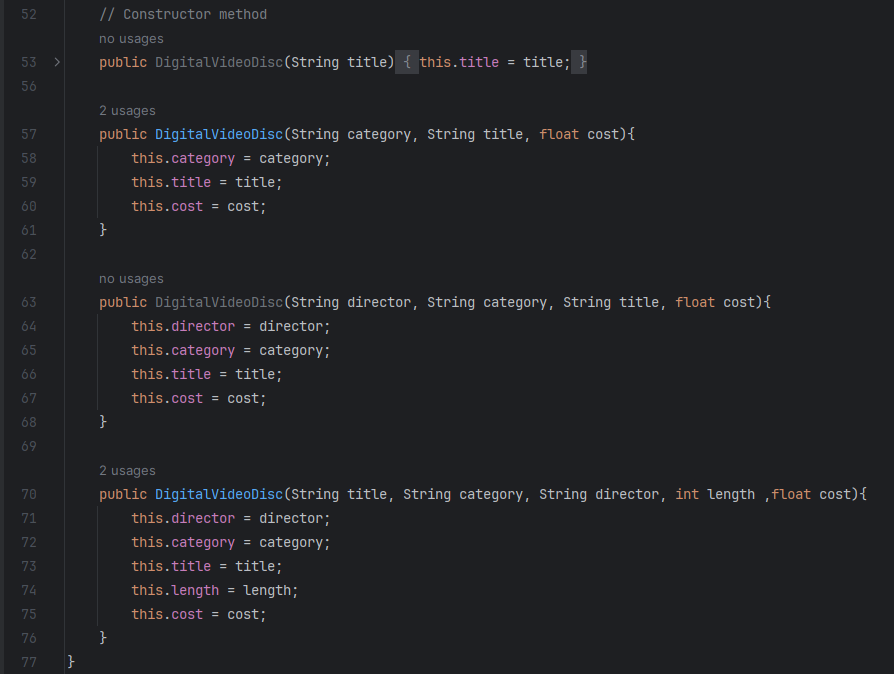 52 // Constructor method
no usages
53 > public DigitalVideoDisc(String title) { this.title = title; }
56
2 usages
57 public DigitalVideoDisc(String category, String title, float cost){
58 this.category = category;
59 this.title = title;
60 this.cost = cost;
61 }
62
no usages
63 public DigitalVideoDisc(String director, String category, String title, float cost){
64 this.director = director;
65 this.category = category;
66 this.title = title;
67 this.cost = cost;
68 }
69
2 usages
70 public DigitalVideoDisc(String title, String category, String director, int length ,float cost){
71 this.director = director;
72 this.category = category;
73 this.title = title;
74 this.length = length;
75 this.cost = cost;
76 }
77 }